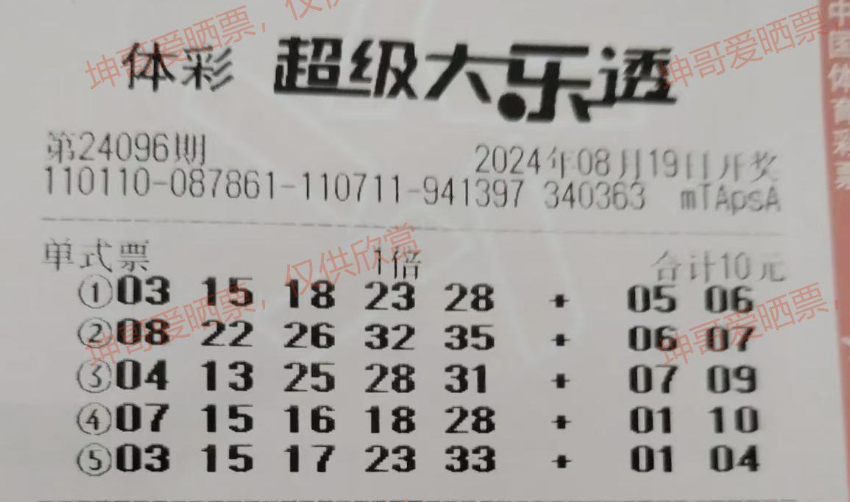 体彩 超级大乐透
第24096期 2024年08月19日开奖
110110-087861-110711-941397 340363 mTApsA
单式票 1倍 合计10元
①03 15 18 23 28 + 05 06
②08 22 26 32 35 + 06 07
③04 13 25 28 31 + 07 09
④07 15 16 18 28 + 01 10
⑤03 15 17 23 33 + 01 04
中国体育彩票
坤哥爱晒票，仅供欣赏
坤哥爱晒票
坤哥爱晒票，仅供欣赏
坤哥爱晒票，